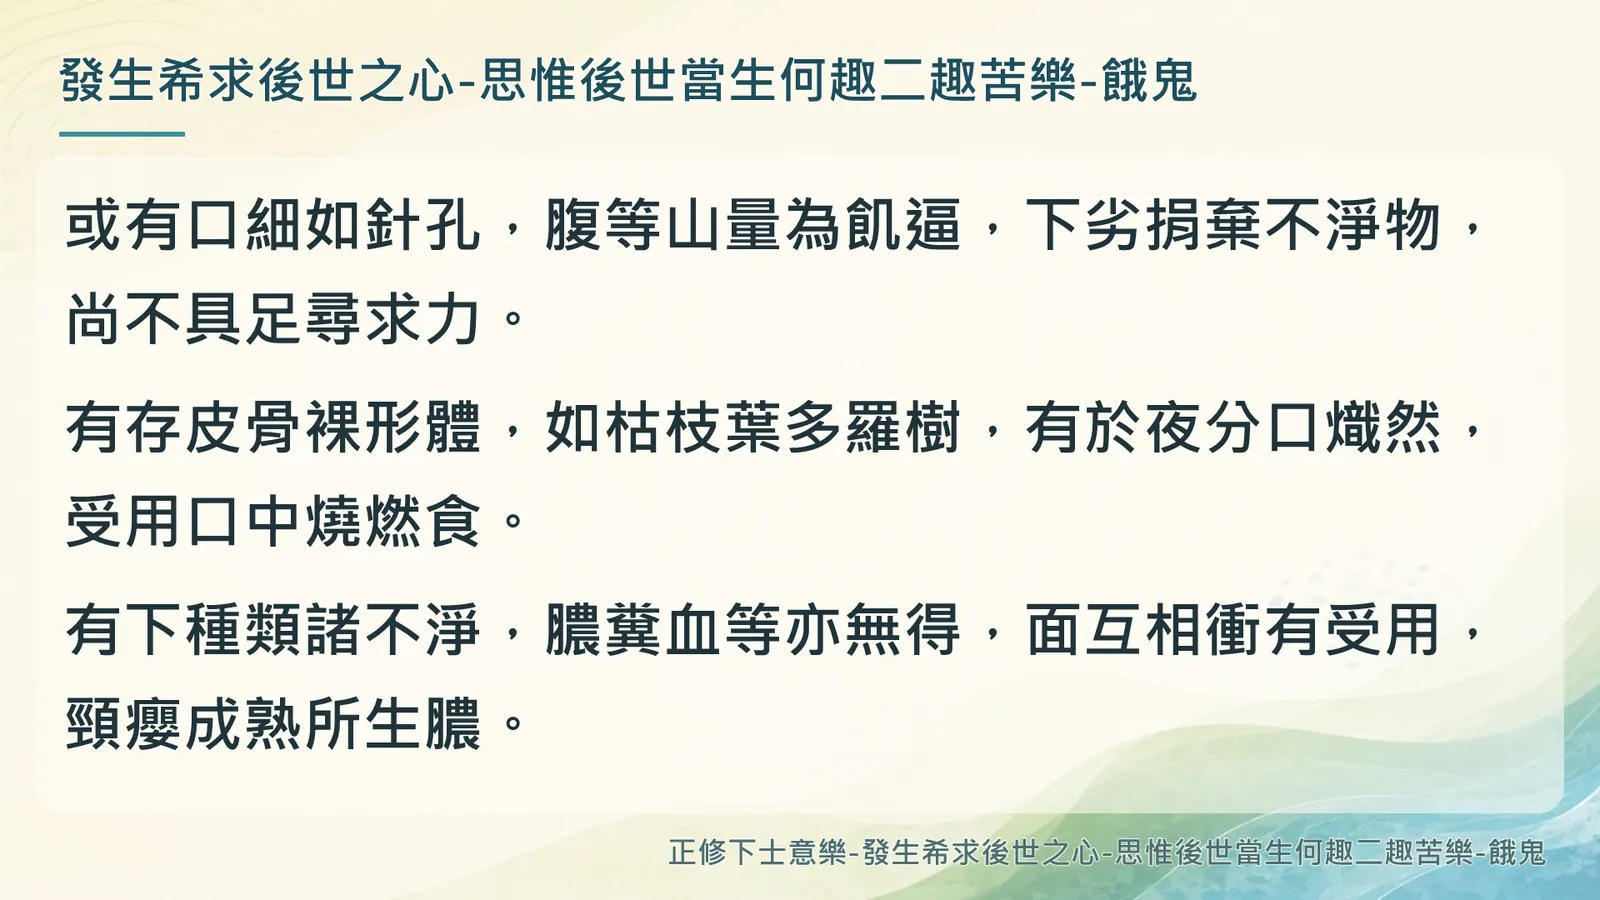 發生希求後世之心-思惟後世當生何趣二趣苦樂-餓鬼
或有口細如針孔，腹等山量為飢逼，下劣捐棄不淨物，
尚不具足尋求力。
有存皮骨裸形體，如枯枝葉多羅樹，有於夜分口熾然，
受用口中燒燃食。
有下種類諸不淨，膿糞血等亦無得，面互相衝有受用，
頸癭成熟所生膿。
正修下士意樂-發生希求後世之心-思惟後世當生何趣二趣苦樂-餓鬼